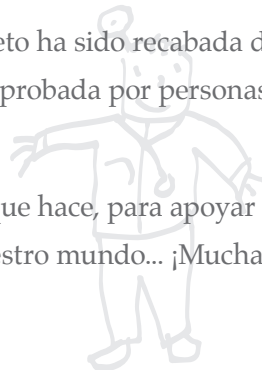 eto ha sido recabada d
probada por personas
que hace, para apoyar
estro mundo... ¡Mucha